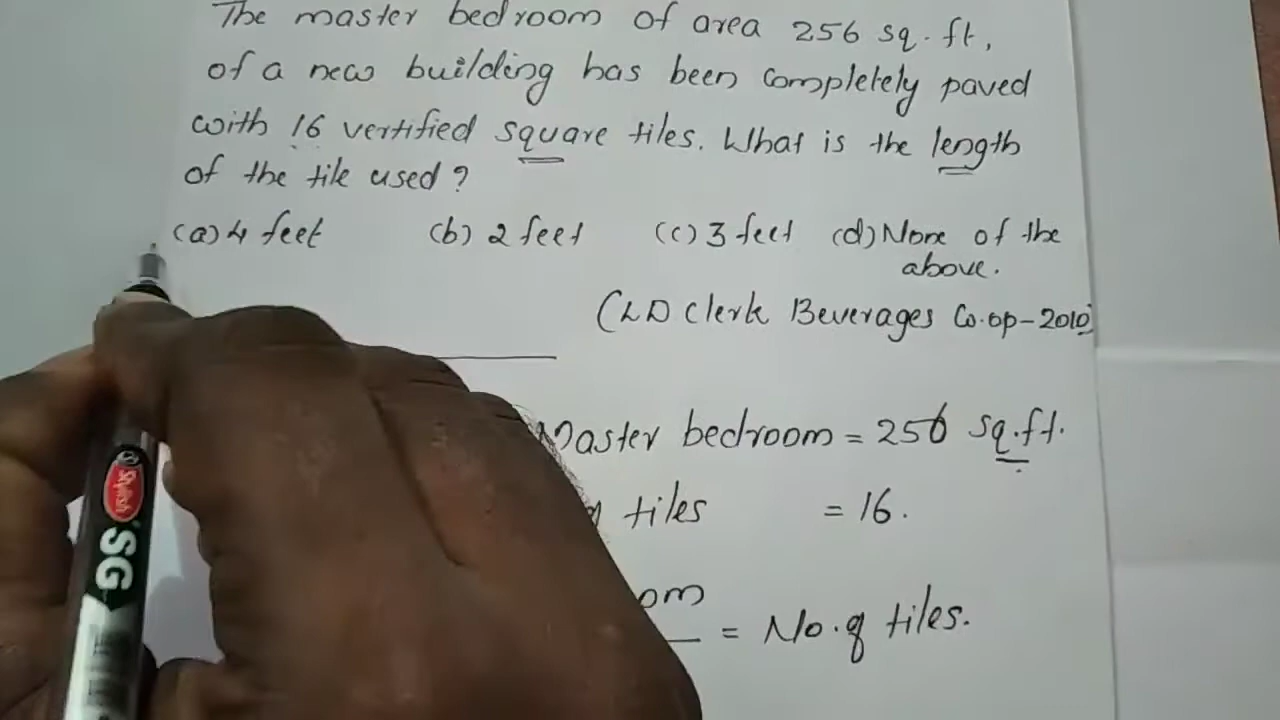 The master bedroom of area 256 sq. ft,
of a new building has been completely paved
with 16 vertified square tiles. What is the length
of the tile used?
(a) 4 feet (b) 2 feet (c) 3 feet (d) None of the
above.
(LD Clerk Beverages Co.op-2010)
Master bedroom = 256 sq.ft.
tiles = 16.
= No.of tiles.
Stylish
SG